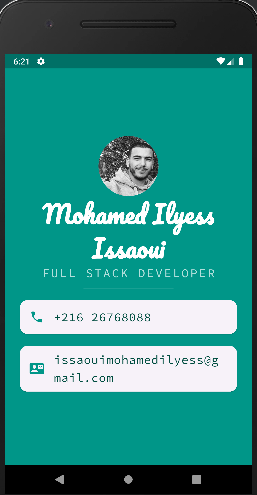 6:21
Mohamed Ilyess
Issaoui
FULL STACK DEVELOPER
+216 26768088
issaouimohamedilyess@g
mail.com